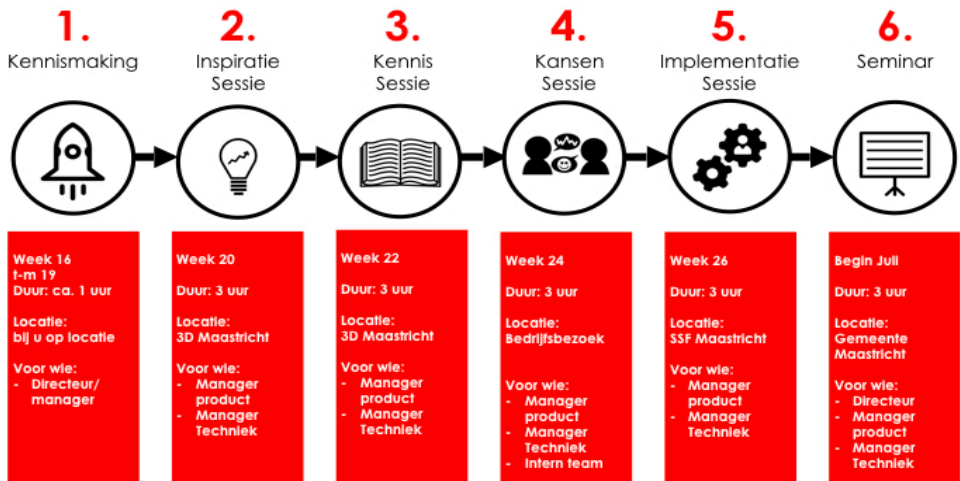 1.
Kennismaking
2.
Inspiratie
Sessie
3.
Kennis
Sessie
4.
Kansen
Sessie
5.
Implementatie
Sessie
6.
Seminar
Week 16
t-m 19
Duur: ca. 1 uur
Locatie:
bij u op locatie
Voor wie:
- Directeur/
manager
Week 20
Duur: 3 uur
Locatie:
3D Maastricht
Voor wie:
- Manager
product
- Manager
Techniek
Week 22
Duur: 3 uur
Locatie:
3D Maastricht
Voor wie:
- Manager
product
- Manager
Techniek
Week 24
Duur: 3 uur
Locatie:
Bedrijfsbezoek
Voor wie:
- Manager
product
- Manager
Techniek
- Intern team
Week 26
Duur: 3 uur
Locatie:
SSF Maastricht
Voor wie:
- Manager
product
- Manager
Techniek
Begin Juli
Duur: 3 uur
Locatie:
Gemeente
Maastricht
Voor wie:
- Directeur
- Manager
product
- Manager
Techniek